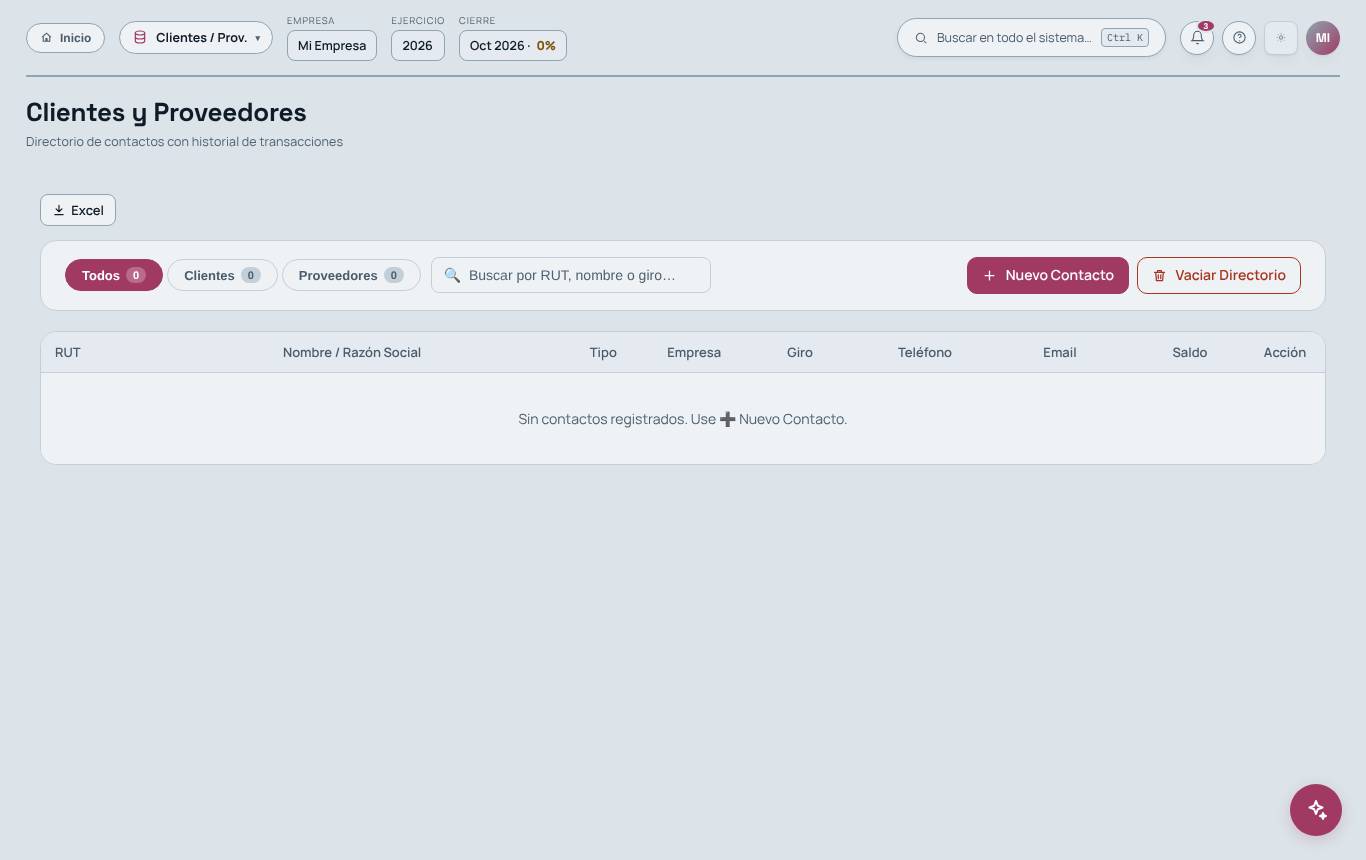 Inicio
Clientes / Prov. ▾
EMPRESA
Mi Empresa
EJERCICIO
2026
CIERRE
Oct 2026 · 0%
Buscar en todo el sistema... Ctrl K
3
MI
Clientes y Proveedores
Directorio de contactos con historial de transacciones
Excel
Todos 0
Clientes 0
Proveedores 0
🔍 Buscar por RUT, nombre o giro…
Nuevo Contacto
Vaciar Directorio
RUT Nombre / Razón Social Tipo Empresa Giro Teléfono Email Saldo Acción
Sin contactos registrados. Use ➕ Nuevo Contacto.